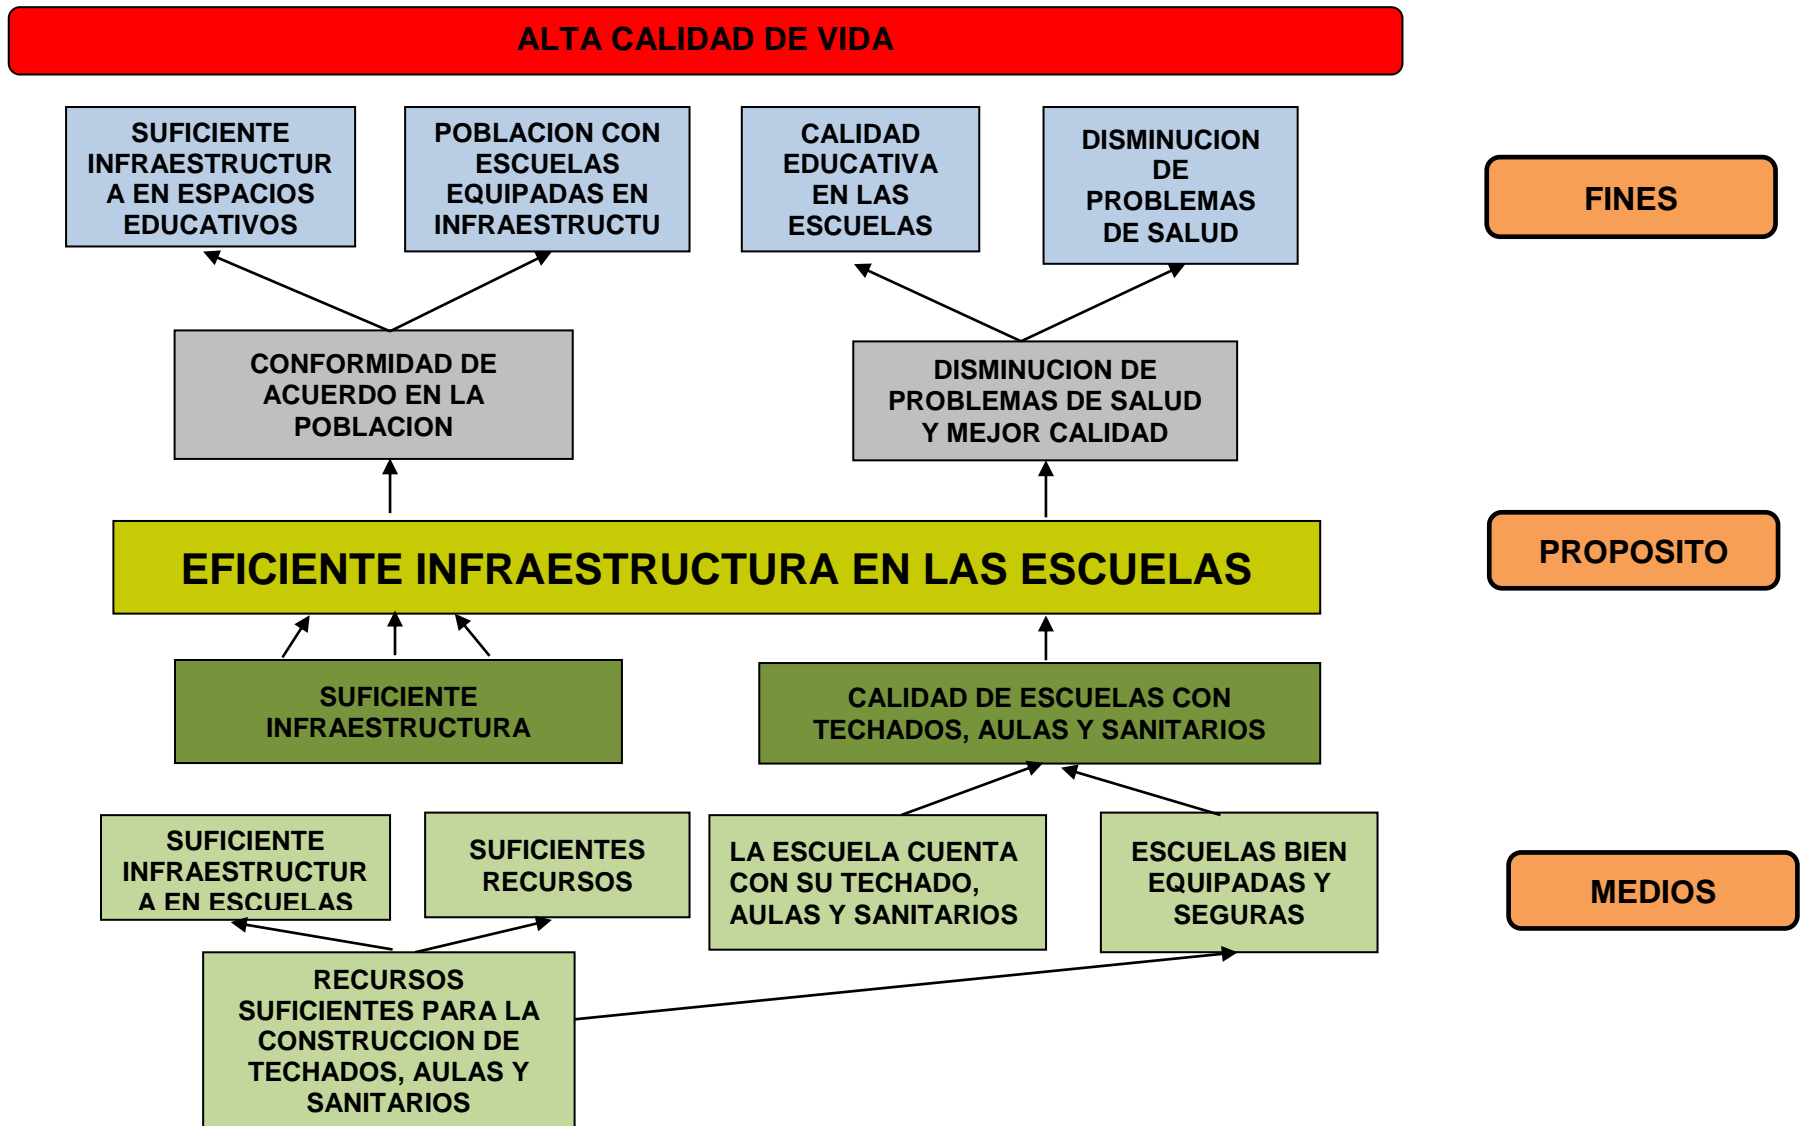 ALTA CALIDAD DE VIDA
SUFICIENTE
INFRAESTRUCTUR
A EN ESPACIOS
EDUCATIVOS
POBLACION CON
ESCUELAS
EQUIPADAS EN
INFRAESTRUCTU
CALIDAD
EDUCATIVA
EN LAS
ESCUELAS
DISMINUCION
DE
PROBLEMAS
DE SALUD
FINES
CONFORMIDAD DE
ACUERDO EN LA
POBLACION
DISMINUCION DE
PROBLEMAS DE SALUD
Y MEJOR CALIDAD
EFICIENTE INFRAESTRUCTURA EN LAS ESCUELAS
PROPOSITO
SUFICIENTE
INFRAESTRUCTURA
CALIDAD DE ESCUELAS CON
TECHADOS, AULAS Y SANITARIOS
SUFICIENTE
INFRAESTRUCTUR
A EN ESCUELAS
SUFICIENTES
RECURSOS
LA ESCUELA CUENTA
CON SU TECHADO,
AULAS Y SANITARIOS
ESCUELAS BIEN
EQUIPADAS Y
SEGURAS
MEDIOS
RECURSOS
SUFICIENTES PARA LA
CONSTRUCCION DE
TECHADOS, AULAS Y
SANITARIOS